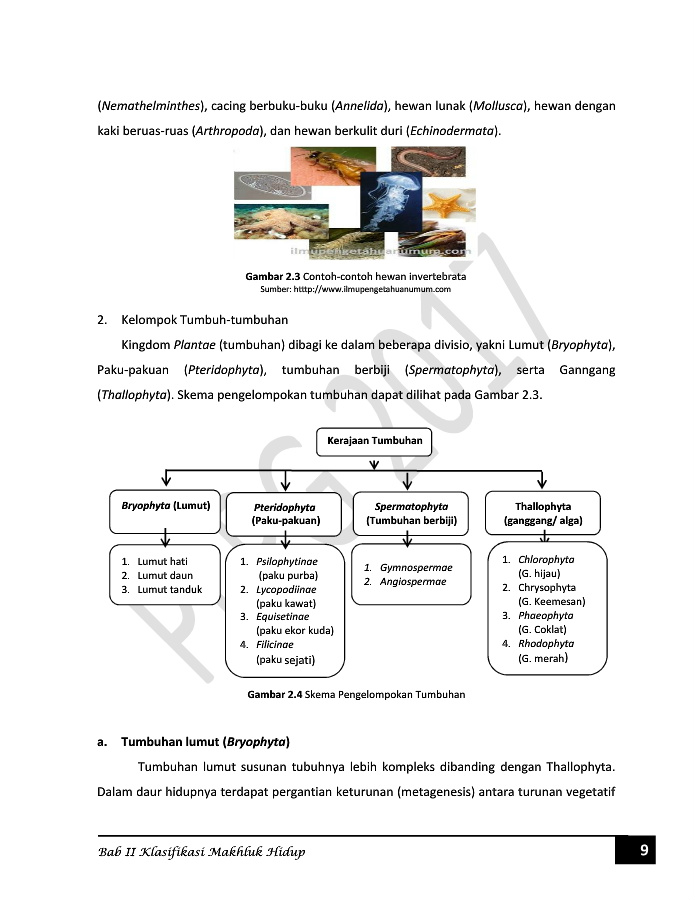 (Nemathelminthes), cacing berbuku-buku (Annelida), hewan lunak (Mollusca), hewan dengan
kaki beruas-ruas (Arthropoda), dan hewan berkulit duri (Echinodermata).
ilmupengetahuanumum.com
Gambar 2.3 Contoh-contoh hewan invertebrata
Sumber: htttp://www.ilmupengetahuanumum.com
2. Kelompok Tumbuh-tumbuhan
Kingdom Plantae (tumbuhan) dibagi ke dalam beberapa divisio, yakni Lumut (Bryophyta),
Paku-pakuan (Pteridophyta), tumbuhan berbiji (Spermatophyta), serta Ganngang
(Thallophyta). Skema pengelompokan tumbuhan dapat dilihat pada Gambar 2.3.
Kerajaan Tumbuhan
Bryophyta (Lumut)
Pteridophyta
(Paku-pakuan)
Spermatophyta
(Tumbuhan berbiji)
Thallophyta
(ganggang/ alga)
1. Lumut hati
2. Lumut daun
3. Lumut tanduk
1. Psilophytinae
(paku purba)
2. Lycopodiinae
(paku kawat)
3. Equisetinae
(paku ekor kuda)
4. Filicinae
(paku sejati)
1. Gymnospermae
2. Angiospermae
1. Chlorophyta
(G. hijau)
2. Chrysophyta
(G. Keemesan)
3. Phaeophyta
(G. Coklat)
4. Rhodophyta
(G. merah)
Gambar 2.4 Skema Pengelompokan Tumbuhan
a. Tumbuhan lumut (Bryophyta)
Tumbuhan lumut susunan tubuhnya lebih kompleks dibanding dengan Thallophyta.
Dalam daur hidupnya terdapat pergantian keturunan (metagenesis) antara turunan vegetatif
Bab II Klasifikasi Makhluk Hidup
9